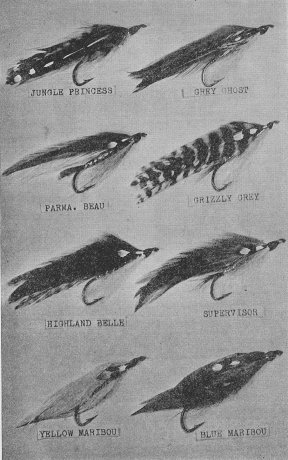 JUNGLE PRINCESS
GREY GHOST
PARMA. BEAU
GRIZZLY GREY
HIGHLAND BELLE
SUPERVISOR
YELLOW MARIBOU
BLUE MARIBOU